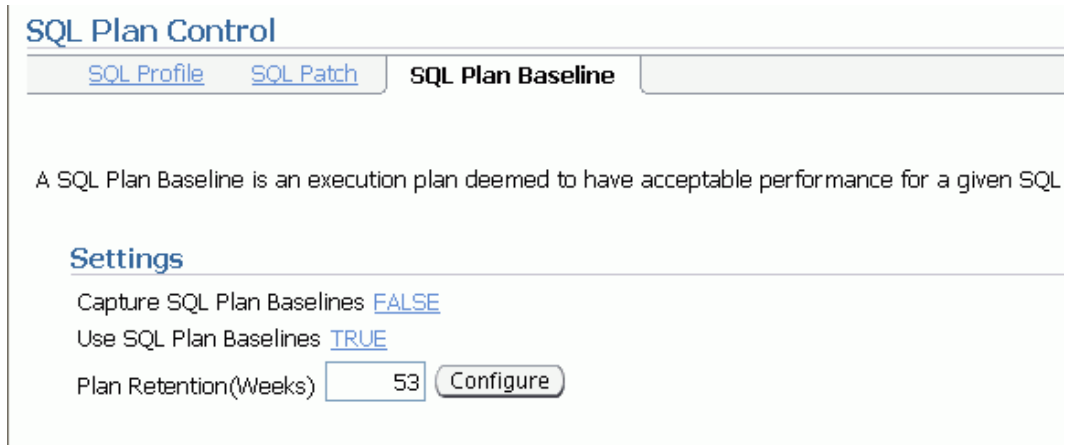 SQL Plan Control
SQL Profile SQL Patch SQL Plan Baseline
A SQL Plan Baseline is an execution plan deemed to have acceptable performance for a given SQL
Settings
Capture SQL Plan Baselines FALSE
Use SQL Plan Baselines TRUE
Plan Retention(Weeks) 53 Configure